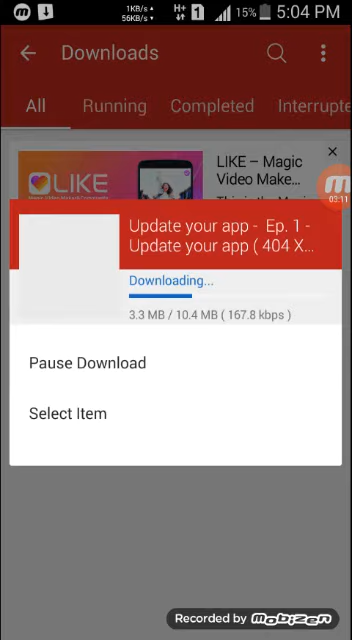 1KB/s
56KB/s
H+
1
15%
5:04 PM
Downloads
All Running Completed Interrupte
LIKE
LIKE – Magic
Video Make...
03:11
Update your app - Ep. 1 -
Update your app ( 404 X...
Downloading...
3.3 MB / 10.4 MB ( 167.8 kbps )
Pause Download
Select Item
Recorded by Mobizen